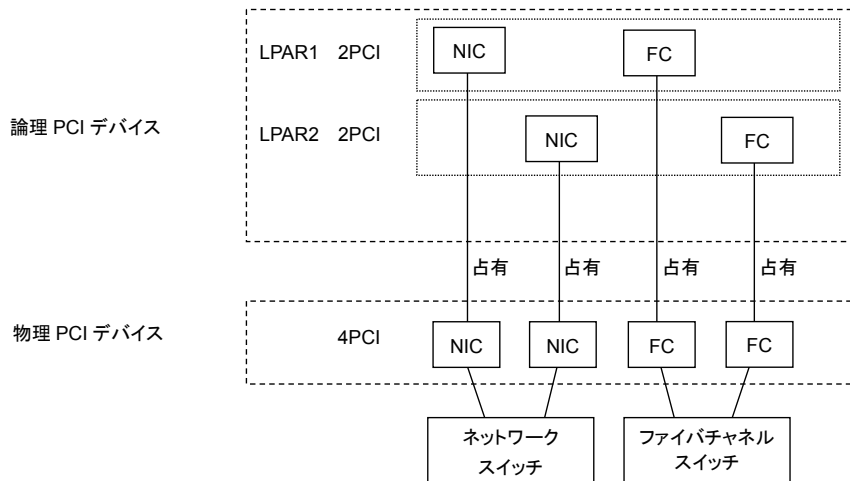 LPAR1 2PCI NIC FC
論理 PCI デバイス LPAR2 2PCI NIC FC
占有 占有 占有 占有
物理 PCI デバイス 4PCI NIC NIC FC FC
ネットワーク
スイッチ
ファイバチャネル
スイッチ